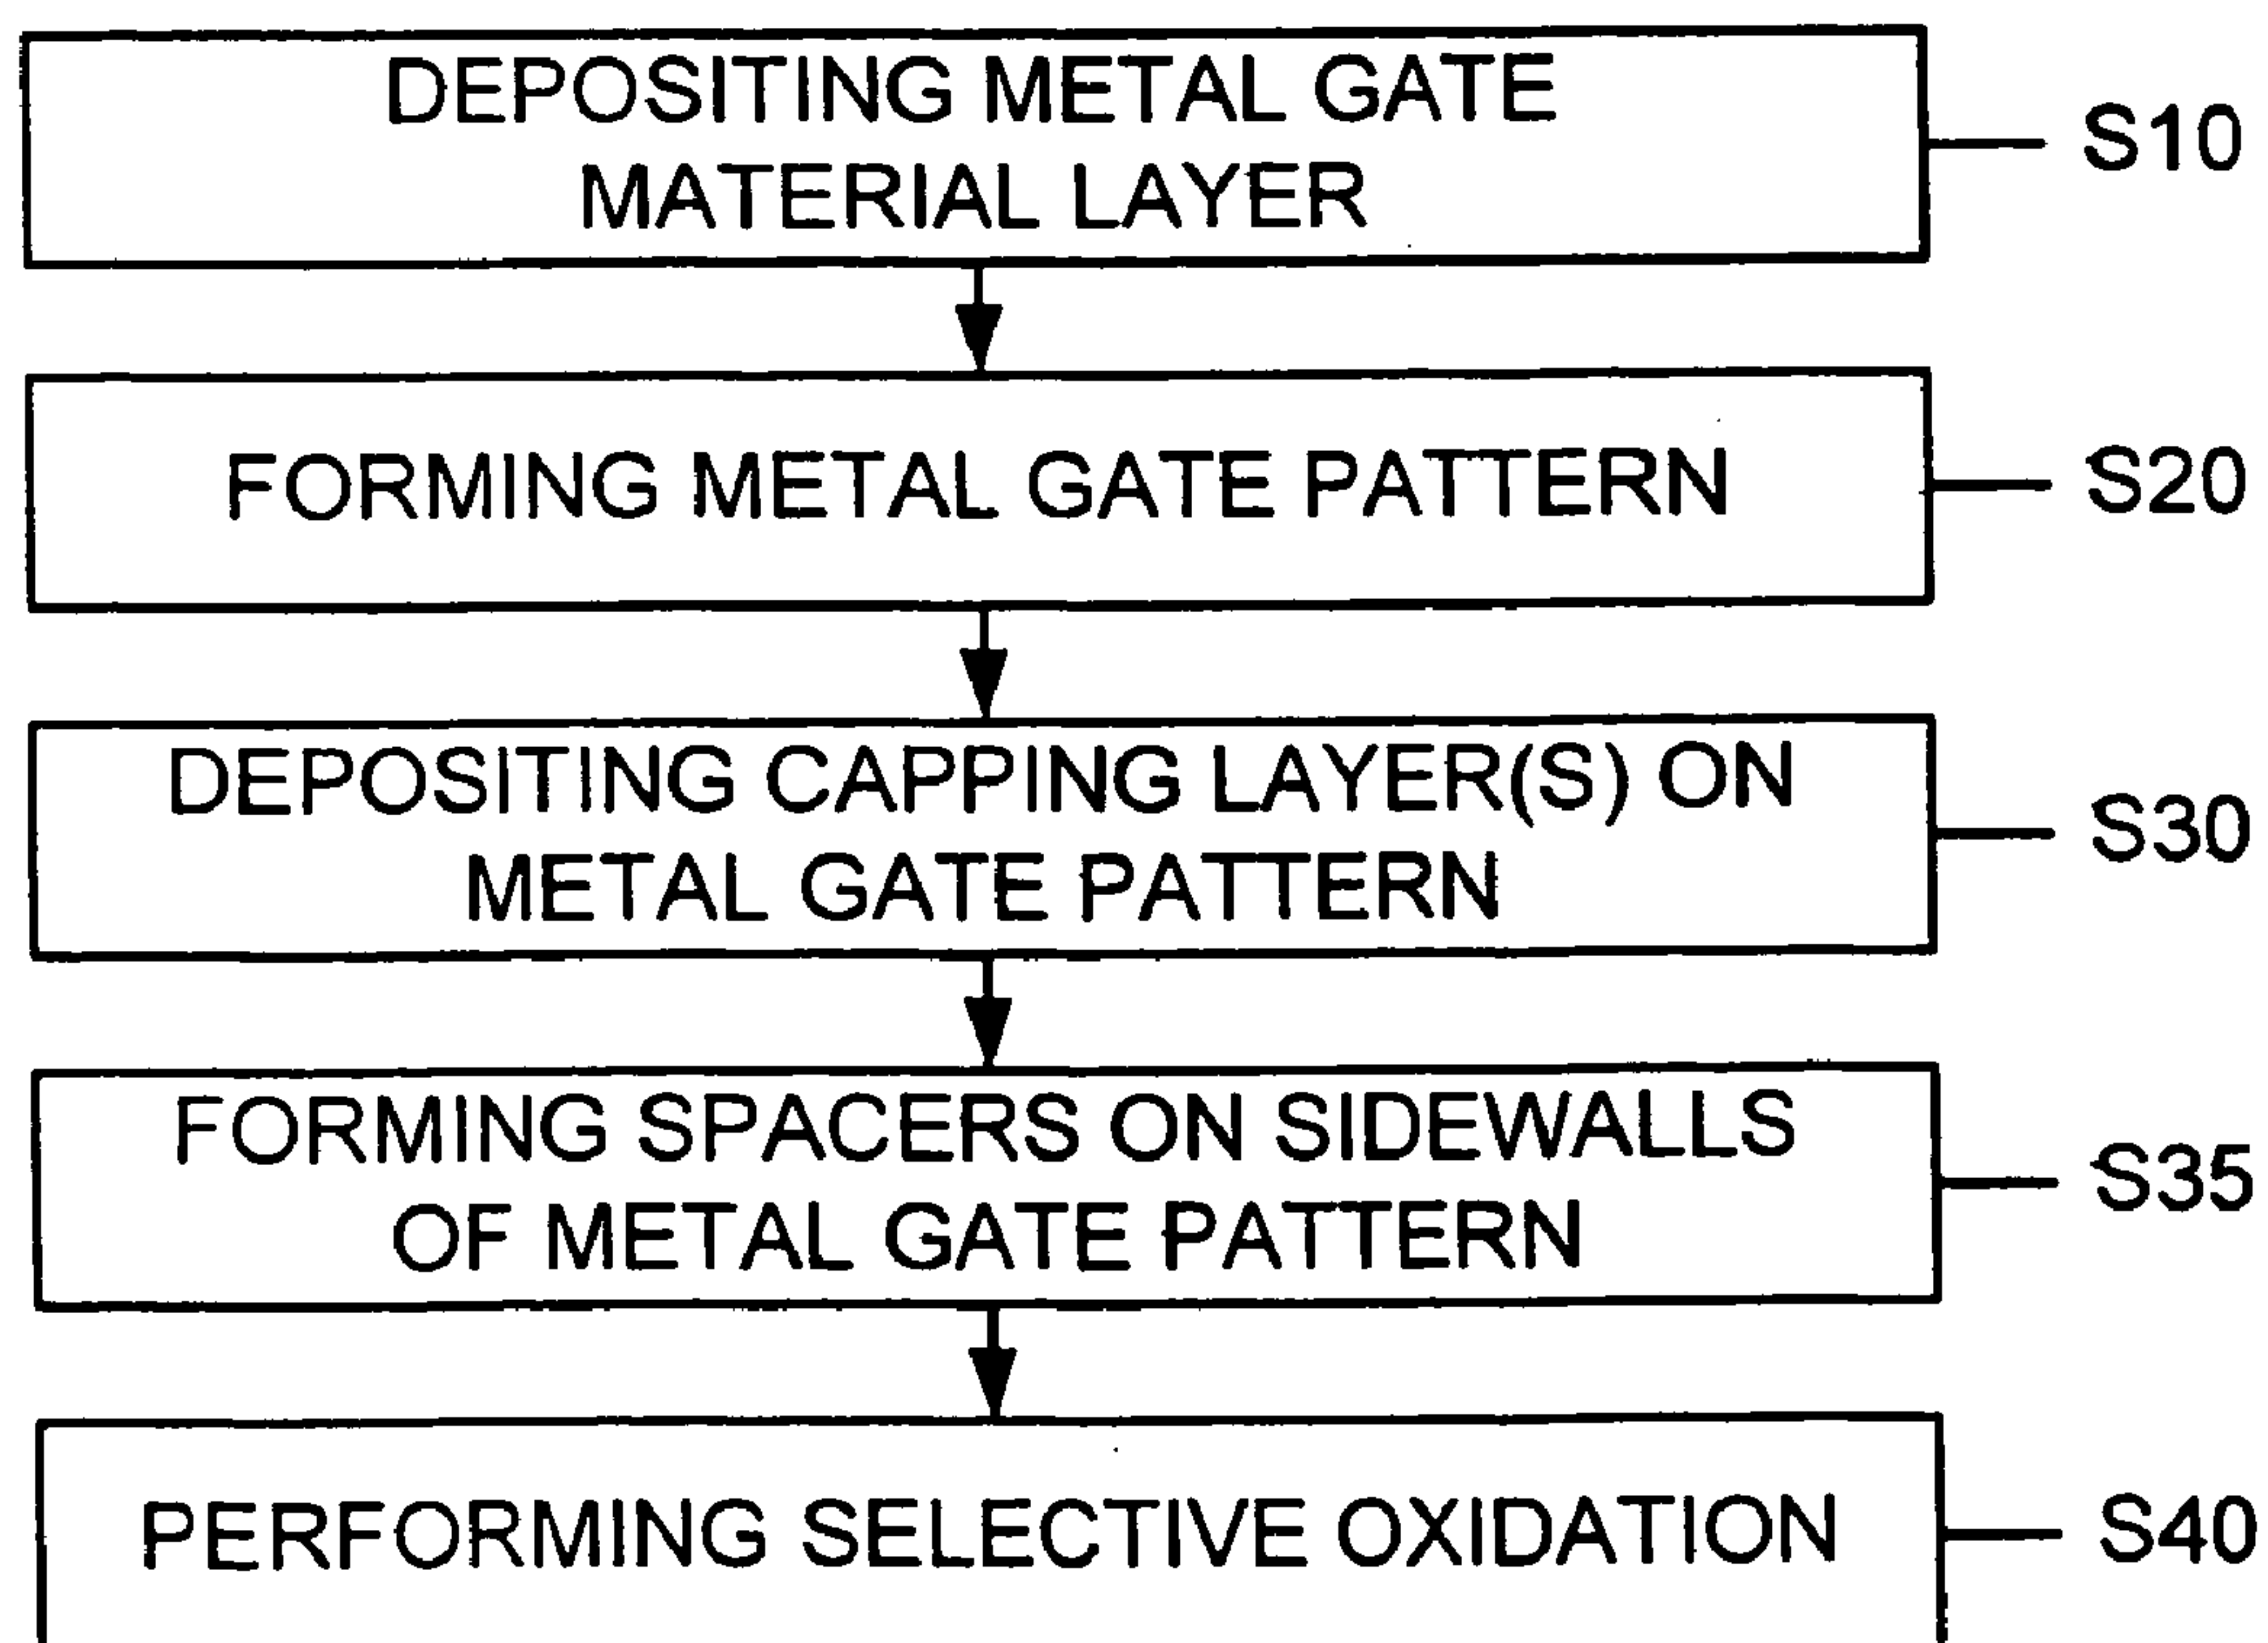 DEPOSITING METAL GATE
MATERIAL LAYER
S10
FORMING METAL GATE PATTERN
S20
DEPOSITING CAPPING LAYER(S) ON
METAL GATE PATTERN
S30
FORMING SPACERS ON SIDEWALLS
OF METAL GATE PATTERN
S35
PERFORMING SELECTIVE OXIDATION
S40